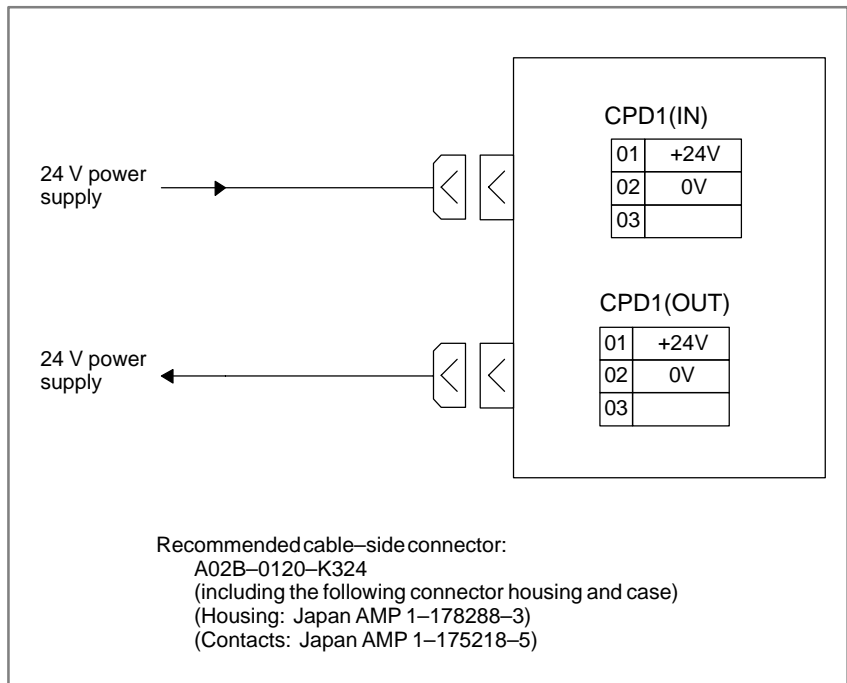 CPD1(IN)
01 +24V
02 0V
03
24 V power
supply
CPD1(OUT)
01 +24V
02 0V
03
24 V power
supply
Recommended cable–side connector:
A02B–0120–K324
(including the following connector housing and case)
(Housing: Japan AMP 1–178288–3)
(Contacts: Japan AMP 1–175218–5)